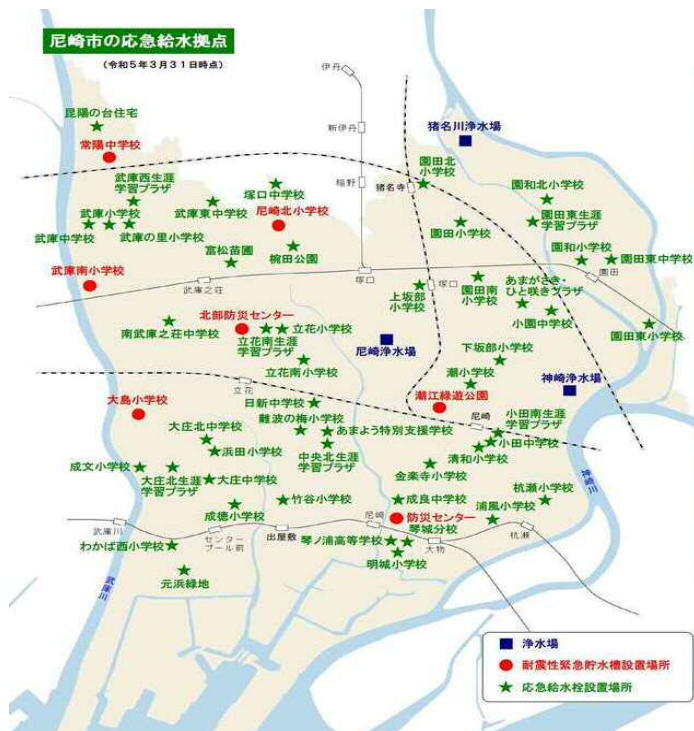 尼崎市の応急給水拠点
(令和5年3月31日時点)
伊丹
昆陽の台住宅
新伊丹
猪名川浄水場
常陽中学校
園田北
小学校
武庫西生涯
学習プラザ
塚口中学校
稲野
猪名寺
園和北小学校
武庫小学校
武庫東中学校
尼崎北小学校
園田東生涯
学習プラザ
武庫中学校
武庫の里小学校
園田小学校
富松苗圃
椀田公園
園和小学校
園田東中学校
武庫南小学校
武庫之荘
塚口
塚口
園田
上坂部
小学校
園田南
小学校
あまがさき・
ひと咲きプラザ
北部防災センター
小園中学校
南武庫之荘中学校
立花小学校
園田東小学校
立花南生涯
学習プラザ
尼崎浄水場
下坂部小学校
立花南小学校
潮小学校
神崎浄水場
立花
大島小学校
日新中学校
潮江緑遊公園
難波の梅小学校
尼崎
小田南生涯
学習プラザ
大庄北中学校
あまよう特別支援学校
小田中学校
浜田小学校
中央北生涯
学習プラザ
清和小学校
成文小学校
金楽寺小学校
神崎川
大庄北生涯
学習プラザ
大庄中学校
竹谷小学校
成良中学校
杭瀬小学校
成徳小学校
尼崎
防災センター
浦風小学校
武庫川
センター
プール前
出屋敷
琴城分校
わかば西小学校
琴ノ浦高等学校
大物
杭瀬
明城小学校
元浜緑地
武庫川
浄水場
耐震性緊急貯水槽設置場所
応急給水栓設置場所